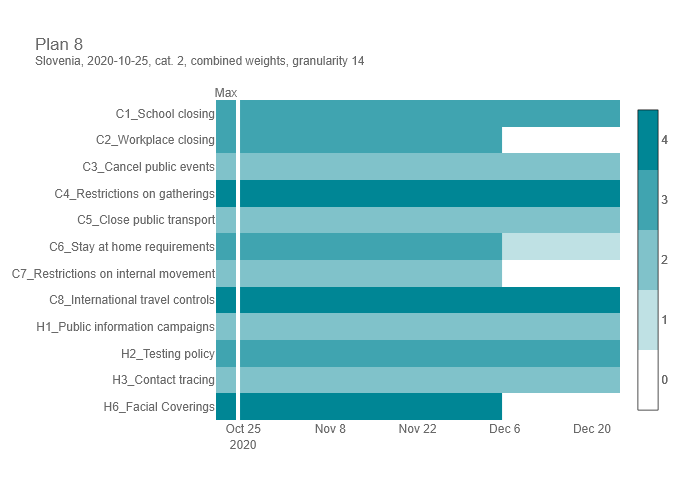 Plan 8
Slovenia, 2020-10-25, cat. 2, combined weights, granularity 14
Max
C1_School closing
C2_Workplace closing
C3_Cancel public events
C4_Restrictions on gatherings
C5_Close public transport
C6_Stay at home requirements
C7_Restrictions on internal movement
C8_International travel controls
H1_Public information campaigns
H2_Testing policy
H3_Contact tracing
H6_Facial Coverings
Oct 25 Nov 8 Nov 22 Dec 6 Dec 20
2020
4
3
2
1
0